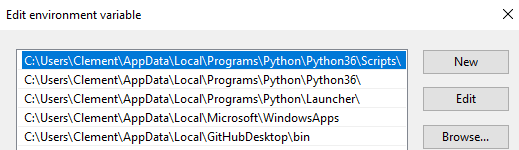 Edit environment variable
C:\Users\Clement\AppData\Local\Programs\Python\Python36\Scripts\
New
C:\Users\Clement\AppData\Local\Programs\Python\Python36\
C:\Users\Clement\AppData\Local\Programs\Python\Launcher\
Edit
C:\Users\Clement\AppData\Local\Microsoft\WindowsApps
C:\Users\Clement\AppData\Local\GitHubDesktop\bin
Browse...